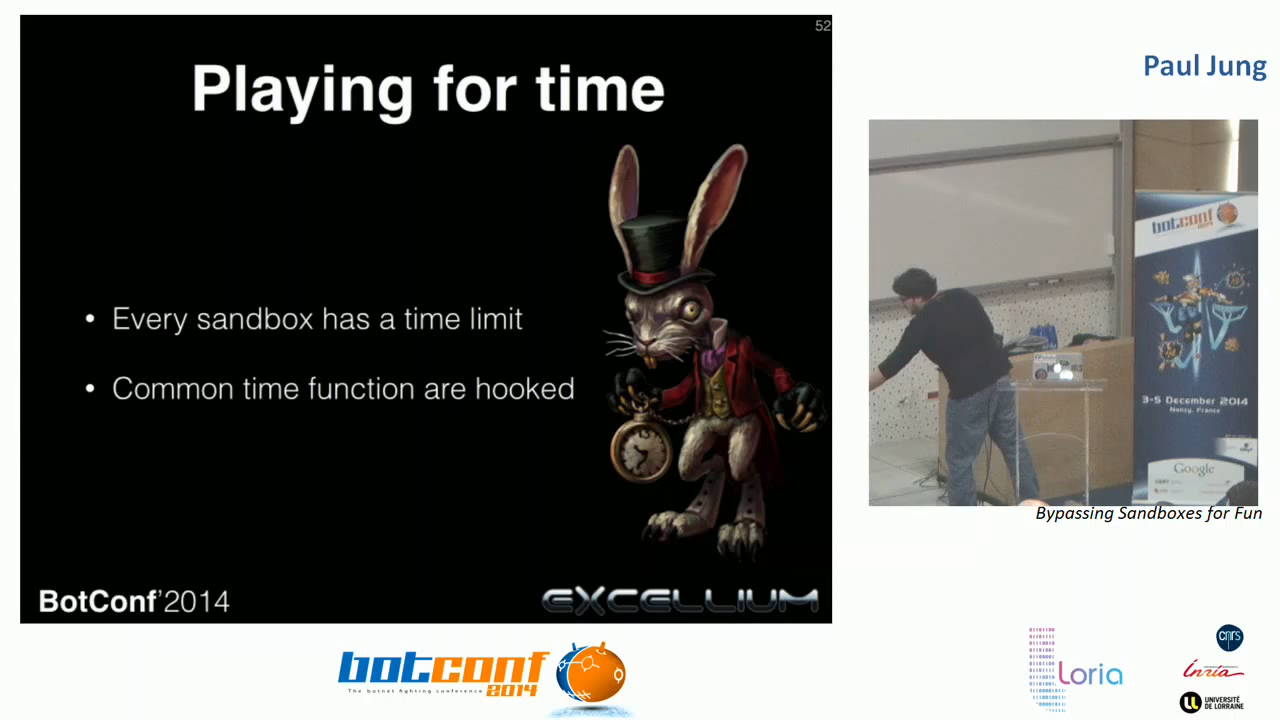 52
Playing for time
• Every sandbox has a time limit
• Common time function are hooked
BotConf'2014
EXCELLIUM
Paul Jung
botconf
2014
3-5 December 2014
Nancy, France
Google
Bypassing Sandboxes for Fun
botconf
The botnet fighting conference 2014
Loria
cnrs
Inria
UNIVERSITÉ
DE LORRAINE